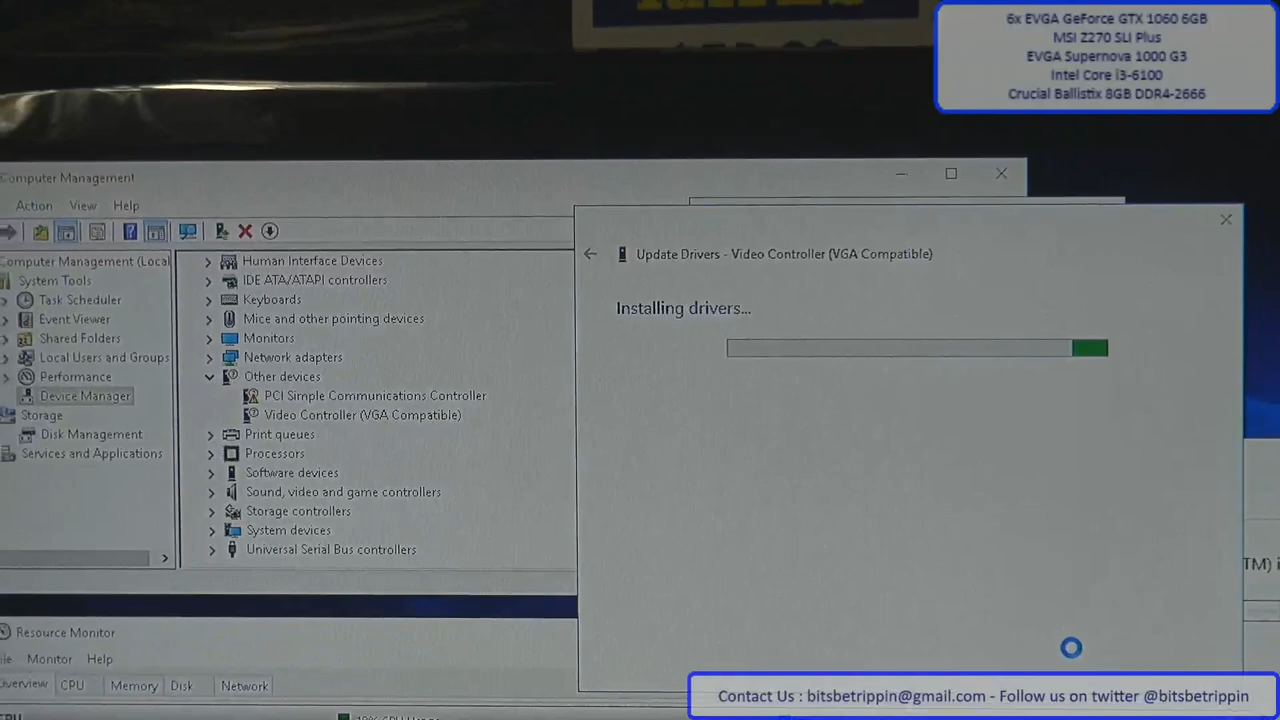 6x EVGA GeForce GTX 1060 6GB
MSI Z270 SLI Plus
EVGA Supernova 1000 G3
Intel Core i3-6100
Crucial Ballistix 8GB DDR4-2666
Computer Management
Action View Help
Computer Management (Local
System Tools
Task Scheduler
Event Viewer
Shared Folders
Local Users and Groups
Performance
Device Manager
Storage
Disk Management
Services and Applications
Human Interface Devices
IDE ATA/ATAPI controllers
Keyboards
Mice and other pointing devices
Monitors
Network adapters
Other devices
PCI Simple Communications Controller
Video Controller (VGA Compatible)
Print queues
Processors
Software devices
Sound, video and game controllers
Storage controllers
System devices
Universal Serial Bus controllers
Update Drivers - Video Controller (VGA Compatible)
Installing drivers...
TM) i
Resource Monitor
Monitor Help
Overview CPU Memory Disk Network
Contact Us : bitsbetrippin@gmail.com - Follow us on twitter @bitsbetrippin